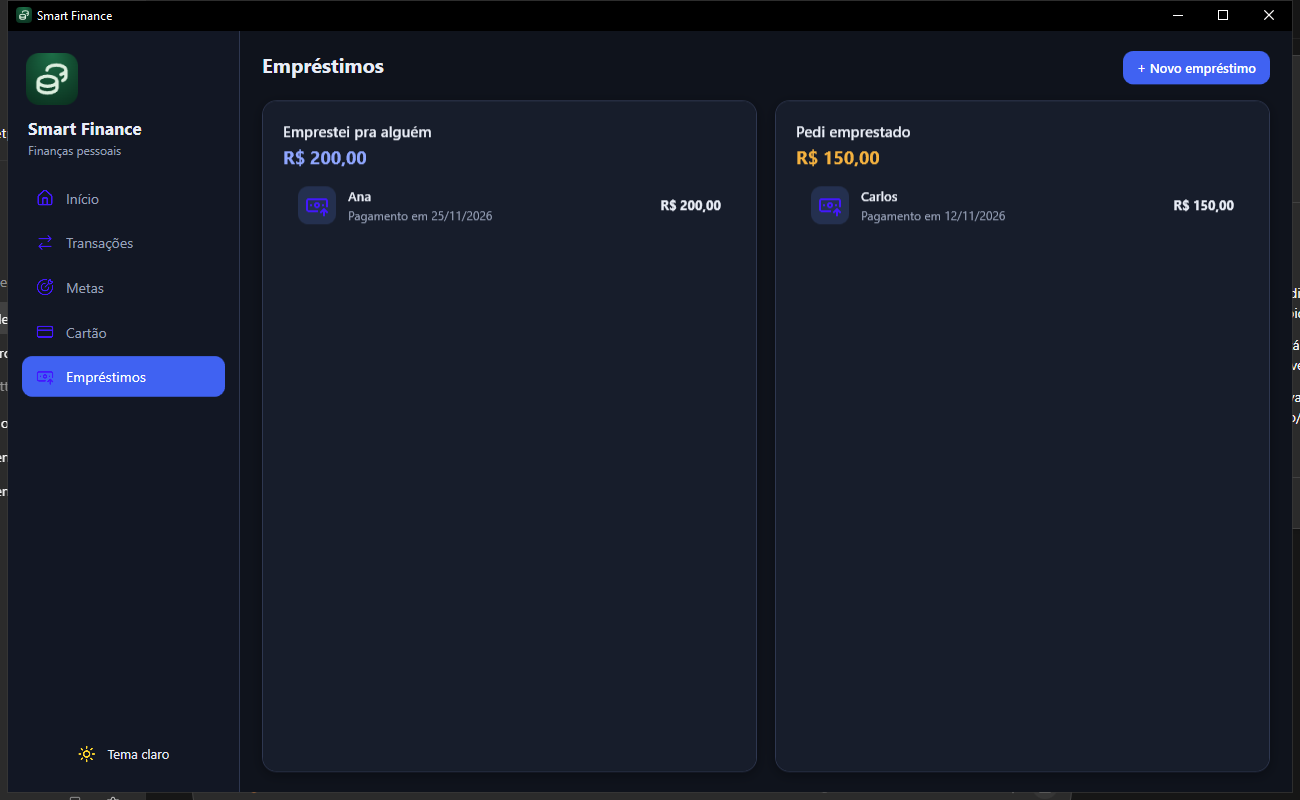 Smart Finance
Smart Finance
Finanças pessoais
Início
Transações
Metas
Cartão
Empréstimos
Tema claro
Empréstimos
+ Novo empréstimo
Emprestei pra alguém
R$ 200,00
Ana
Pagamento em 25/11/2026
R$ 200,00
Pedi emprestado
R$ 150,00
Carlos
Pagamento em 12/11/2026
R$ 150,00